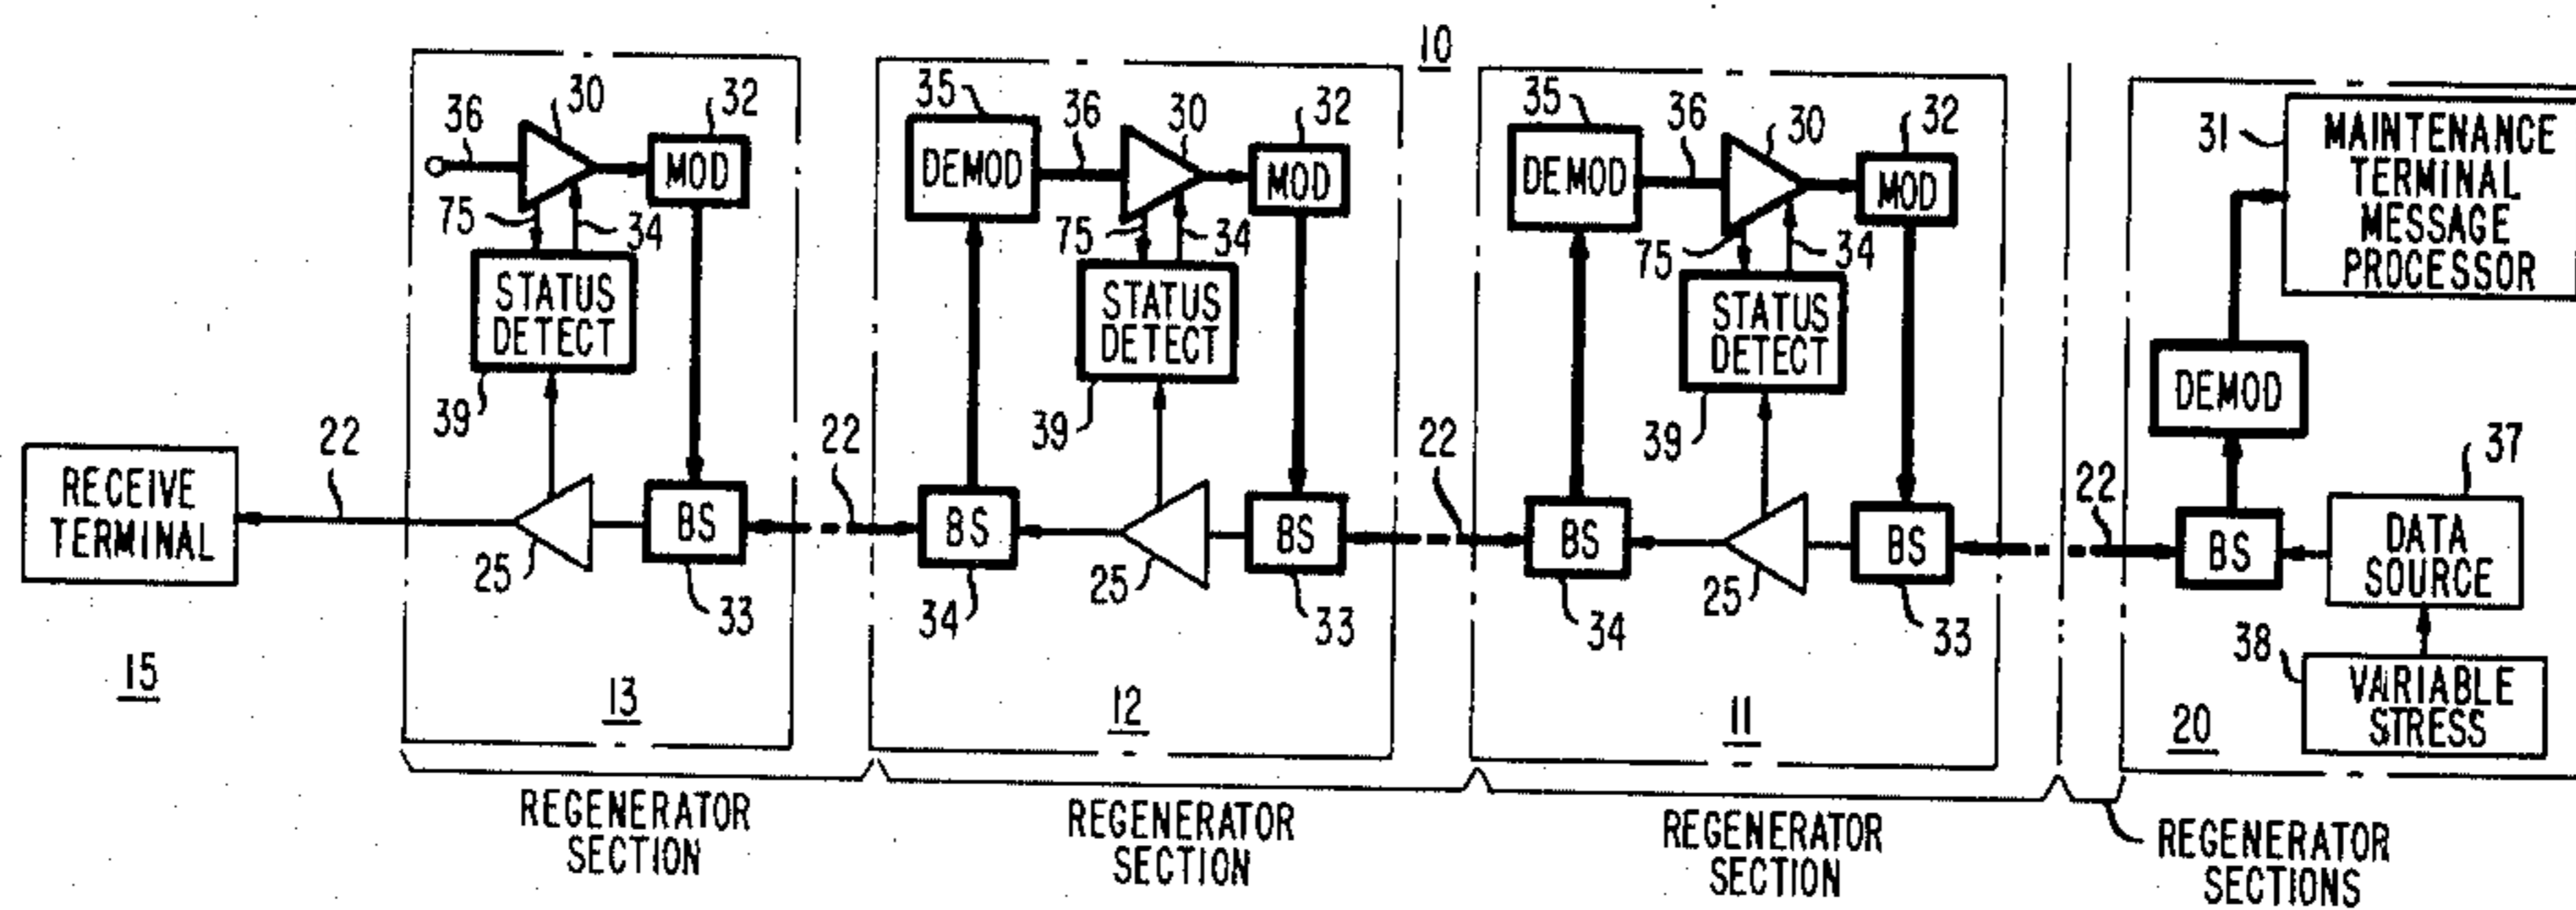 10
36
30
32
MOD
75
34
STATUS
DETECT
39
22
RECEIVE
TERMINAL
25
BS
33
15
13
REGENERATOR
SECTION
35
DEMOD
36
30
32
MOD
75
34
STATUS
DETECT
39
22
BS
34
25
BS
33
12
REGENERATOR
SECTION
35
DEMOD
36
30
32
MOD
75
34
STATUS
DETECT
39
22
BS
34
25
BS
33
11
REGENERATOR
SECTION
31
MAINTENANCE
TERMINAL
MESSAGE
PROCESSOR
DEMOD
22
BS
37
DATA
SOURCE
38
VARIABLE
STRESS
20
REGENERATOR
SECTIONS